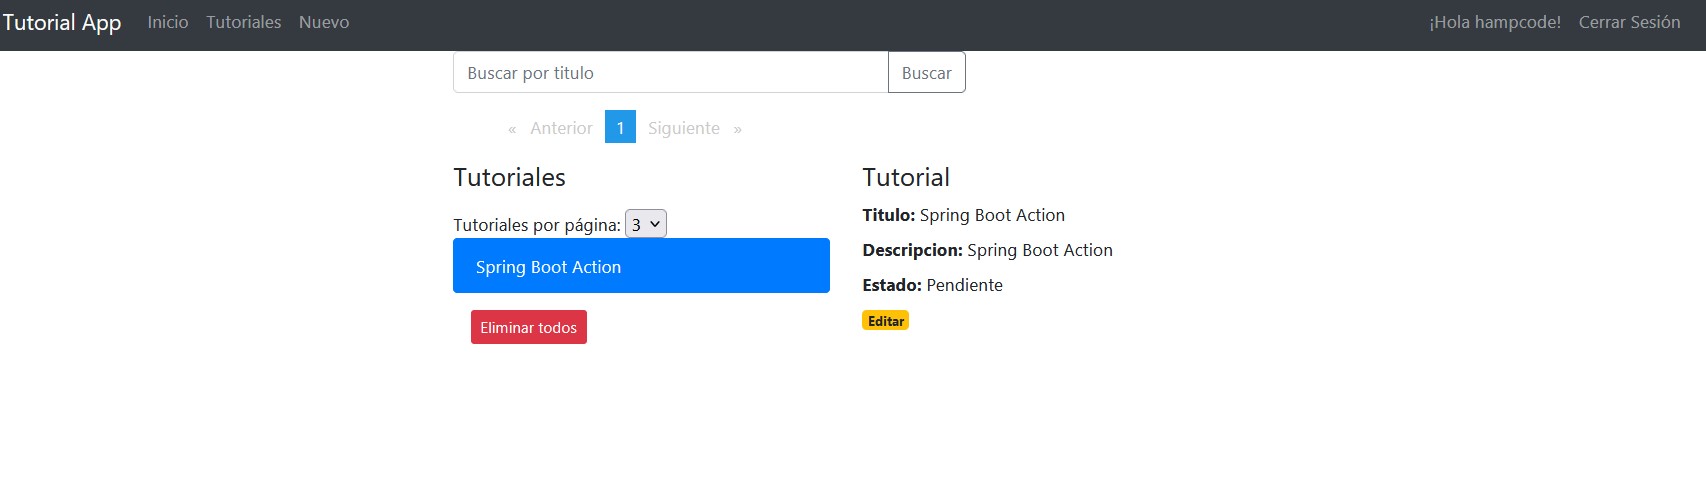 Tutorial App Inicio Tutoriales Nuevo ¡Hola hampcode! Cerrar Sesión
Buscar por titulo Buscar
« Anterior 1 Siguiente »
Tutoriales
Tutoriales por página: 3
Spring Boot Action
Eliminar todos
Tutorial
Titulo: Spring Boot Action
Descripcion: Spring Boot Action
Estado: Pendiente
Editar